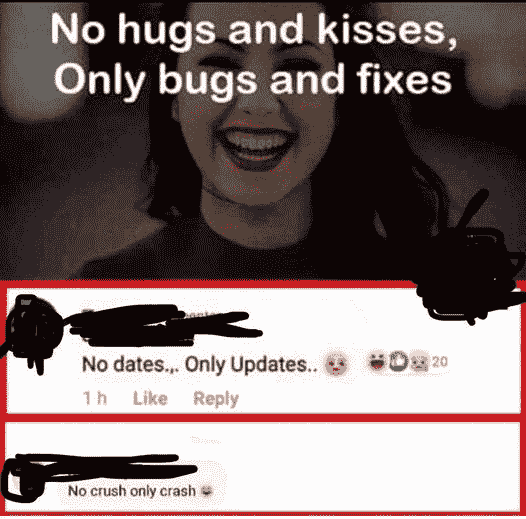 No hugs and kisses,
Only bugs and fixes
No dates.,. Only Updates..
20
1 h Like Reply
No crush only crash